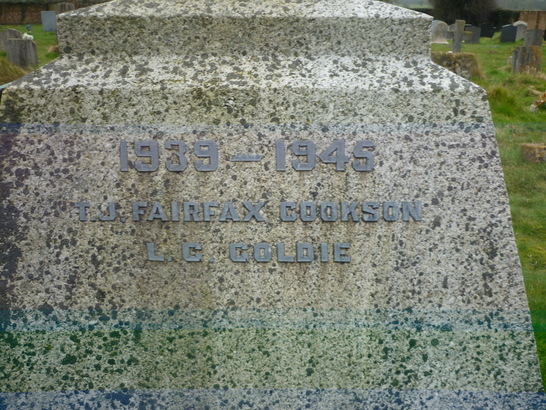 1939 – 1945
T.J. FAIRFAX COOKSON
L.C. GOLDIE